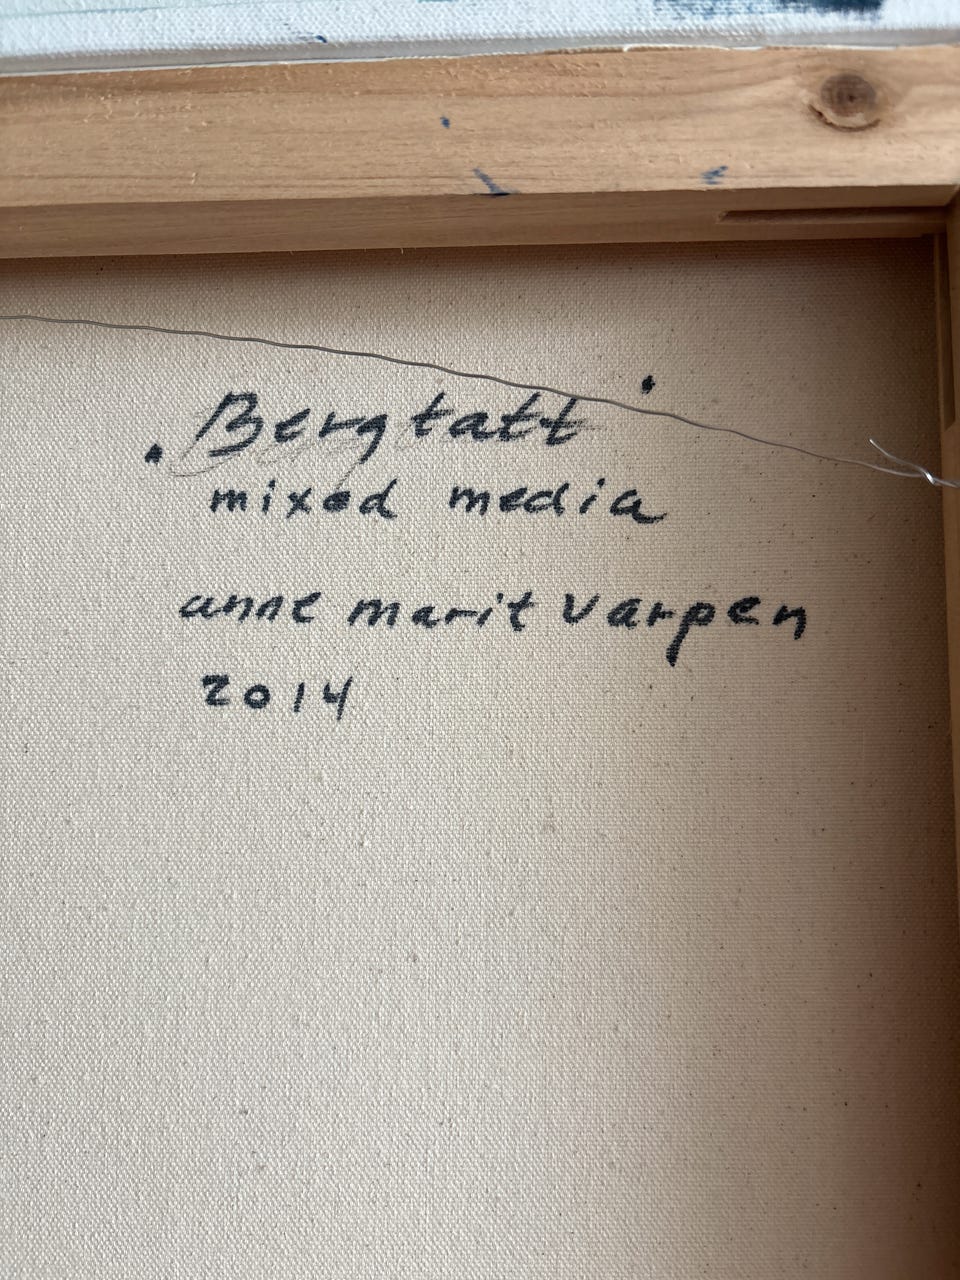 . Bergtatt .
mixed media
anne marit varpen
2014